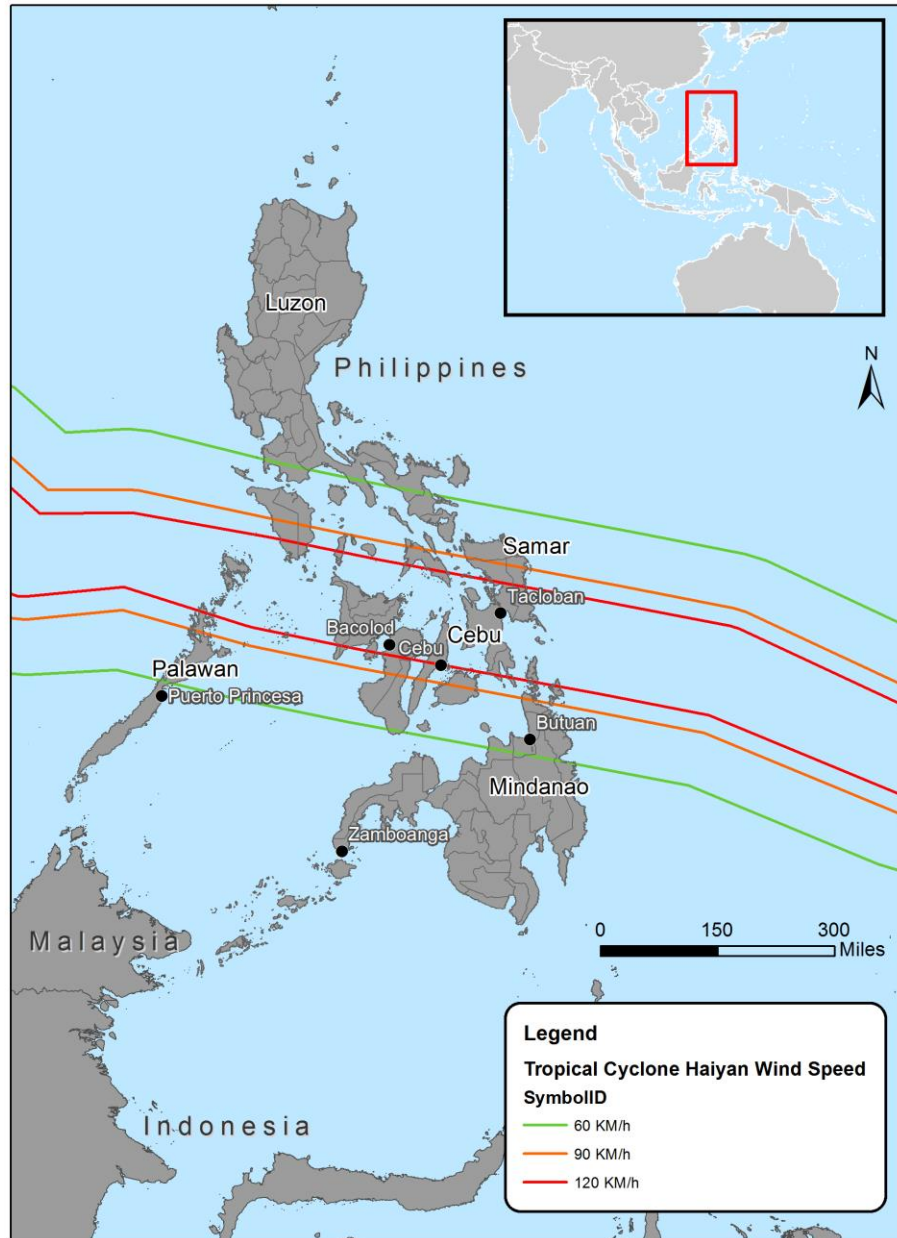 Luzon
Philippines
N
Samar
Tacloban
Bacolod
Cebu
Cebu
Palawan
Puerto Princesa
Butuan
Mindanao
Zamboanga
Malaysia
0 150 300
Miles
Indonesia
Legend
Tropical Cyclone Haiyan Wind Speed
SymbolID
60 KM/h
90 KM/h
120 KM/h